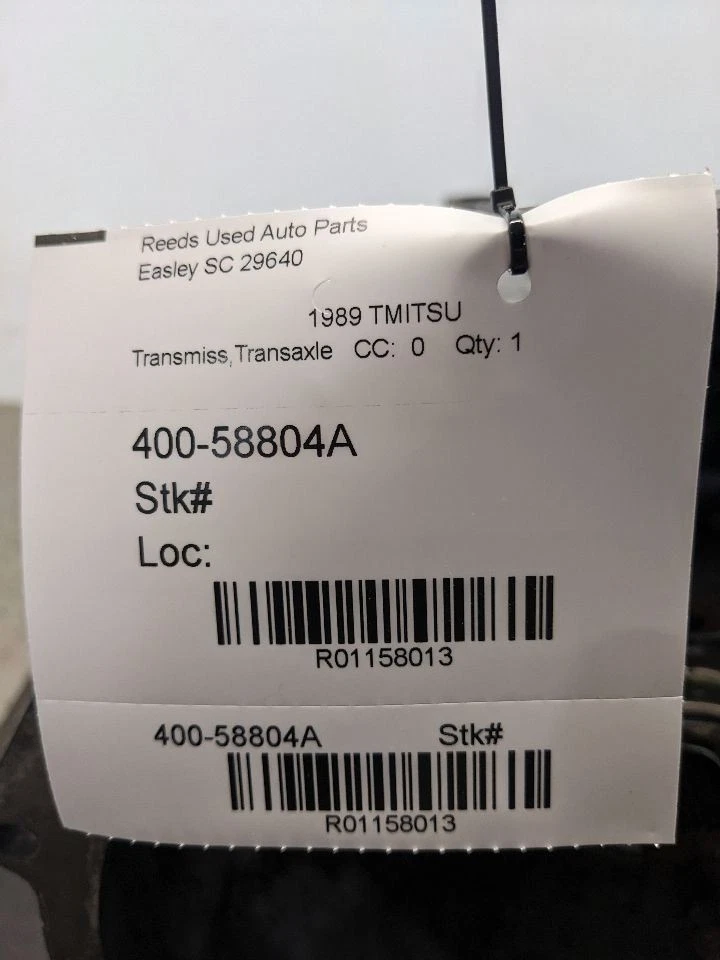 Reeds Used Auto Parts
Easley SC 29640
1989 TMITSU
Transmiss,Transaxle CC: 0 Qty: 1
400-58804A
Stk#
Loc:
R01158013
400-58804A Stk#
R01158013